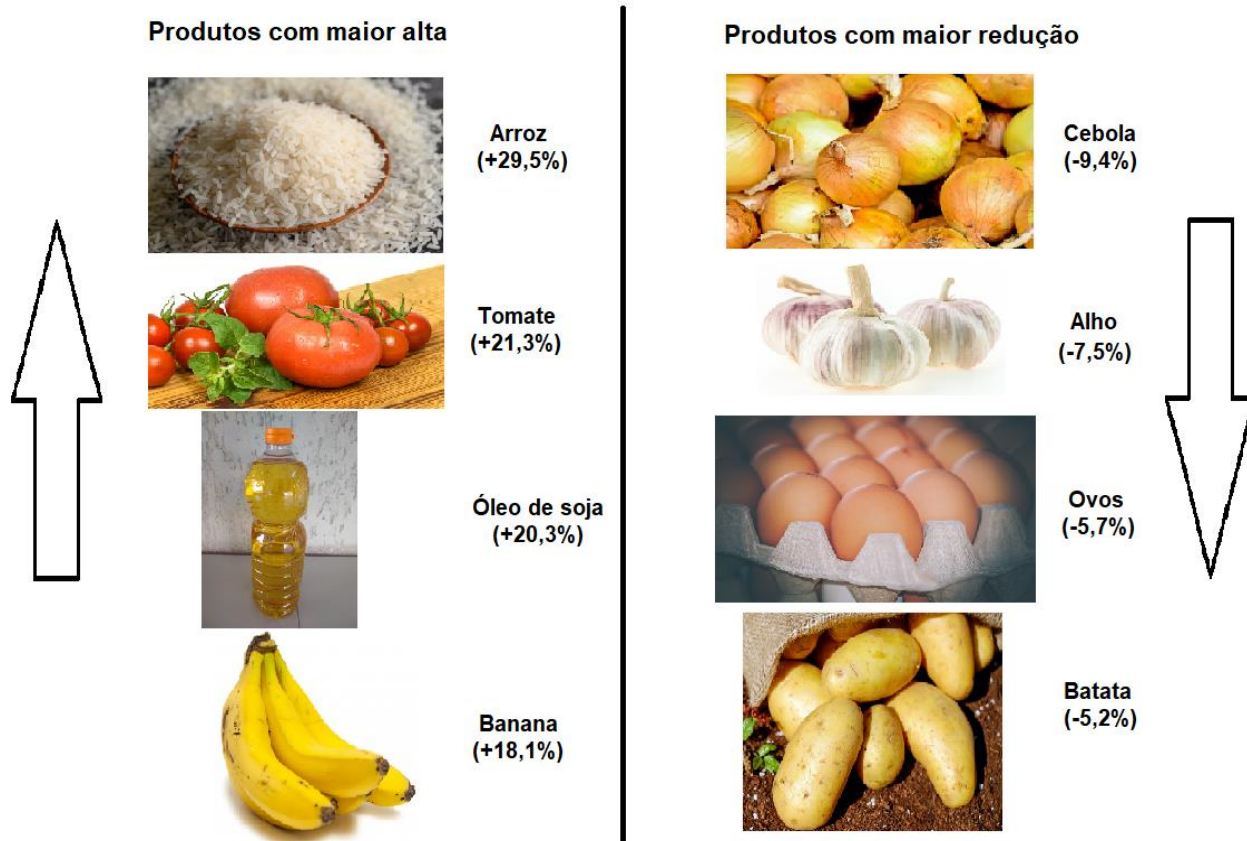 Produtos com maior alta
Arroz
(+29,5%)
Tomate
(+21,3%)
Óleo de soja
(+20,3%)
Banana
(+18,1%)
Produtos com maior redução
Cebola
(-9,4%)
Alho
(-7,5%)
Ovos
(-5,7%)
Batata
(-5,2%)